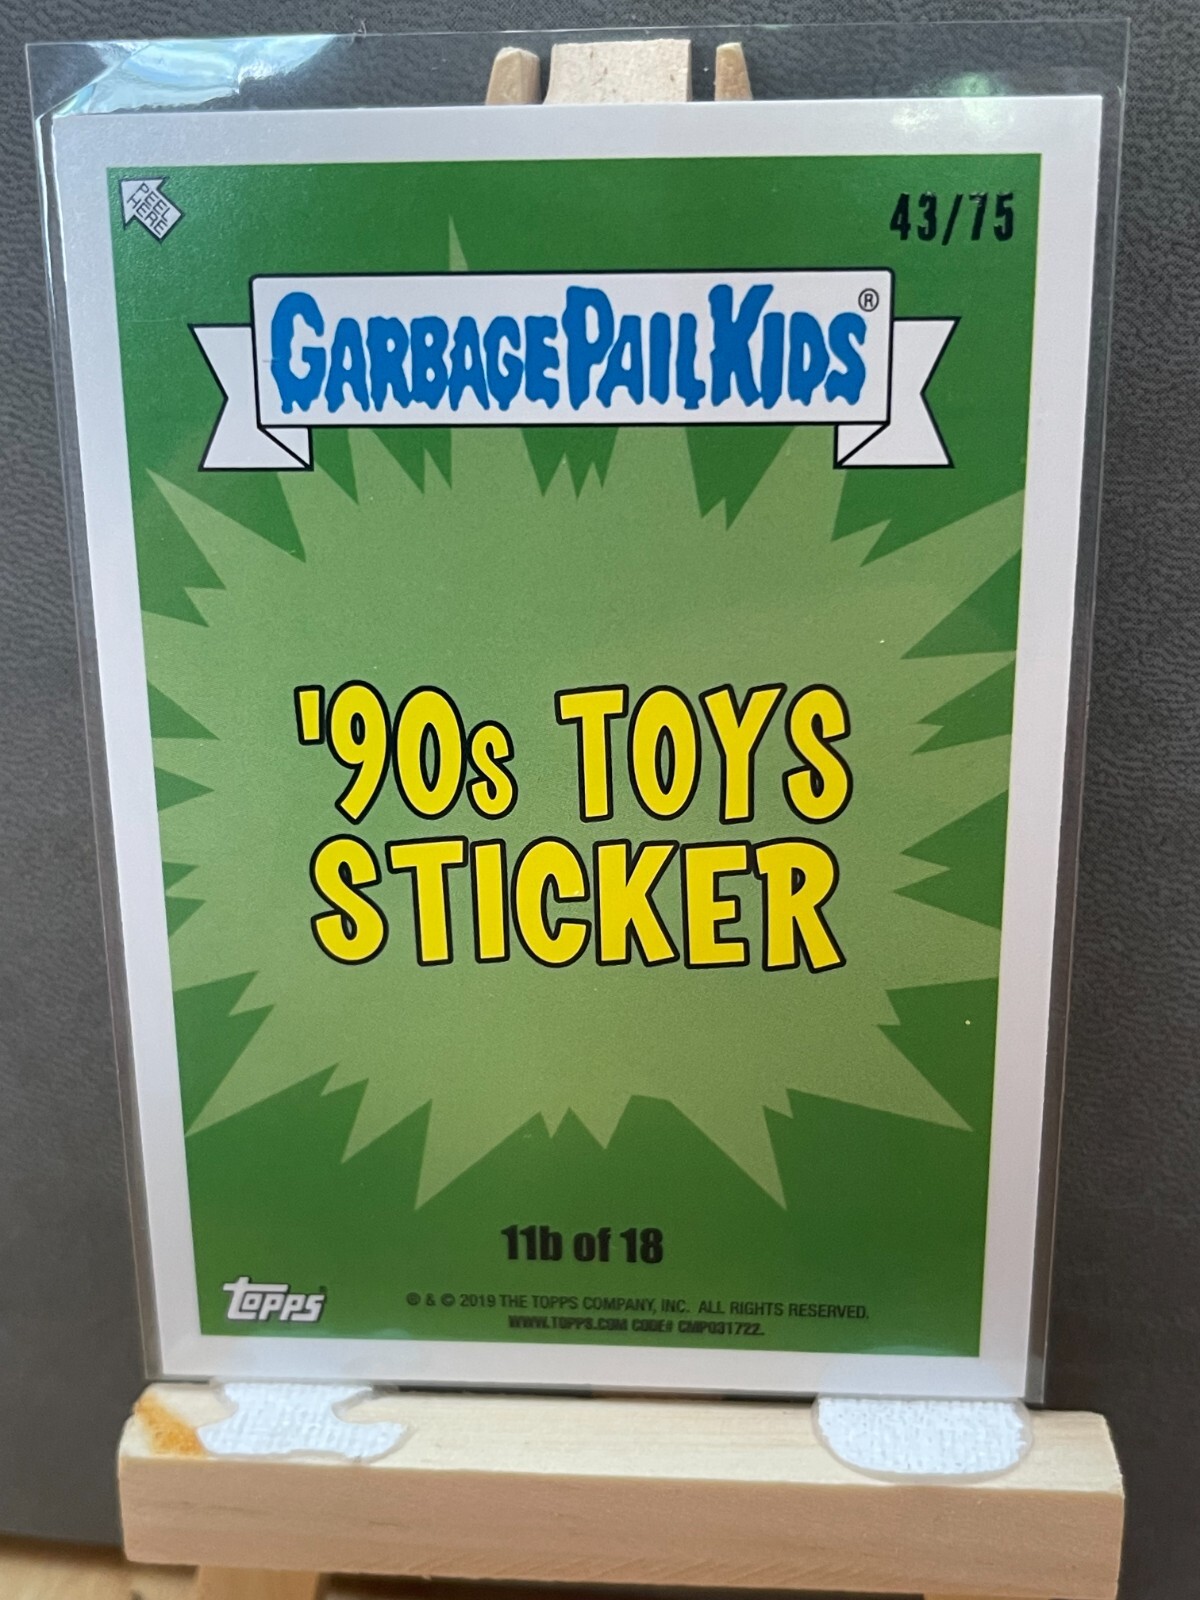 PEEL
HERE
43/75
GARBAGE PAIL KIDS®
'90s TOYS
STICKER
11b of 18
topps
® & © 2019 THE TOPPS COMPANY, INC. ALL RIGHTS RESERVED.
WWW.TOPPS.COM CODE# CMP031722.